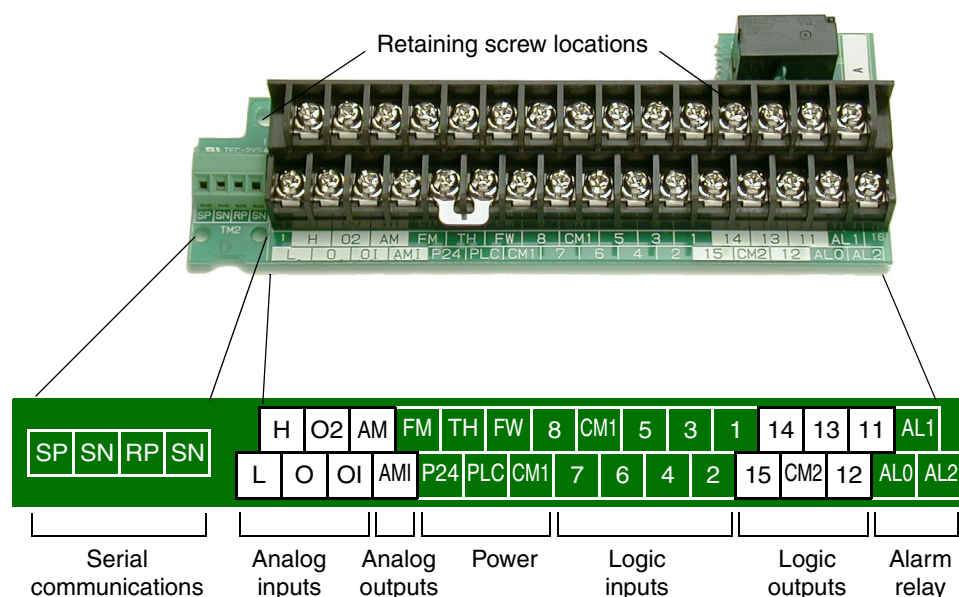 Retaining screw locations
A
SP SN RP SN
TM2
1 H O2 AM FM TH FW 8 CM1 5 3 1 14 13 11 AL1 16
L O OI AMI P24 PLC CM1 7 6 4 2 15 CM2 12 AL0 AL2
H O2 AM FM TH FW 8 CM1 5 3 1 14 13 11 AL1
SP SN RP SN
L O OI AMI P24 PLC CM1 7 6 4 2 15 CM2 12 AL0 AL2
Serial communications
Analog inputs
Analog outputs
Power
Logic inputs
Logic outputs
Alarm relay